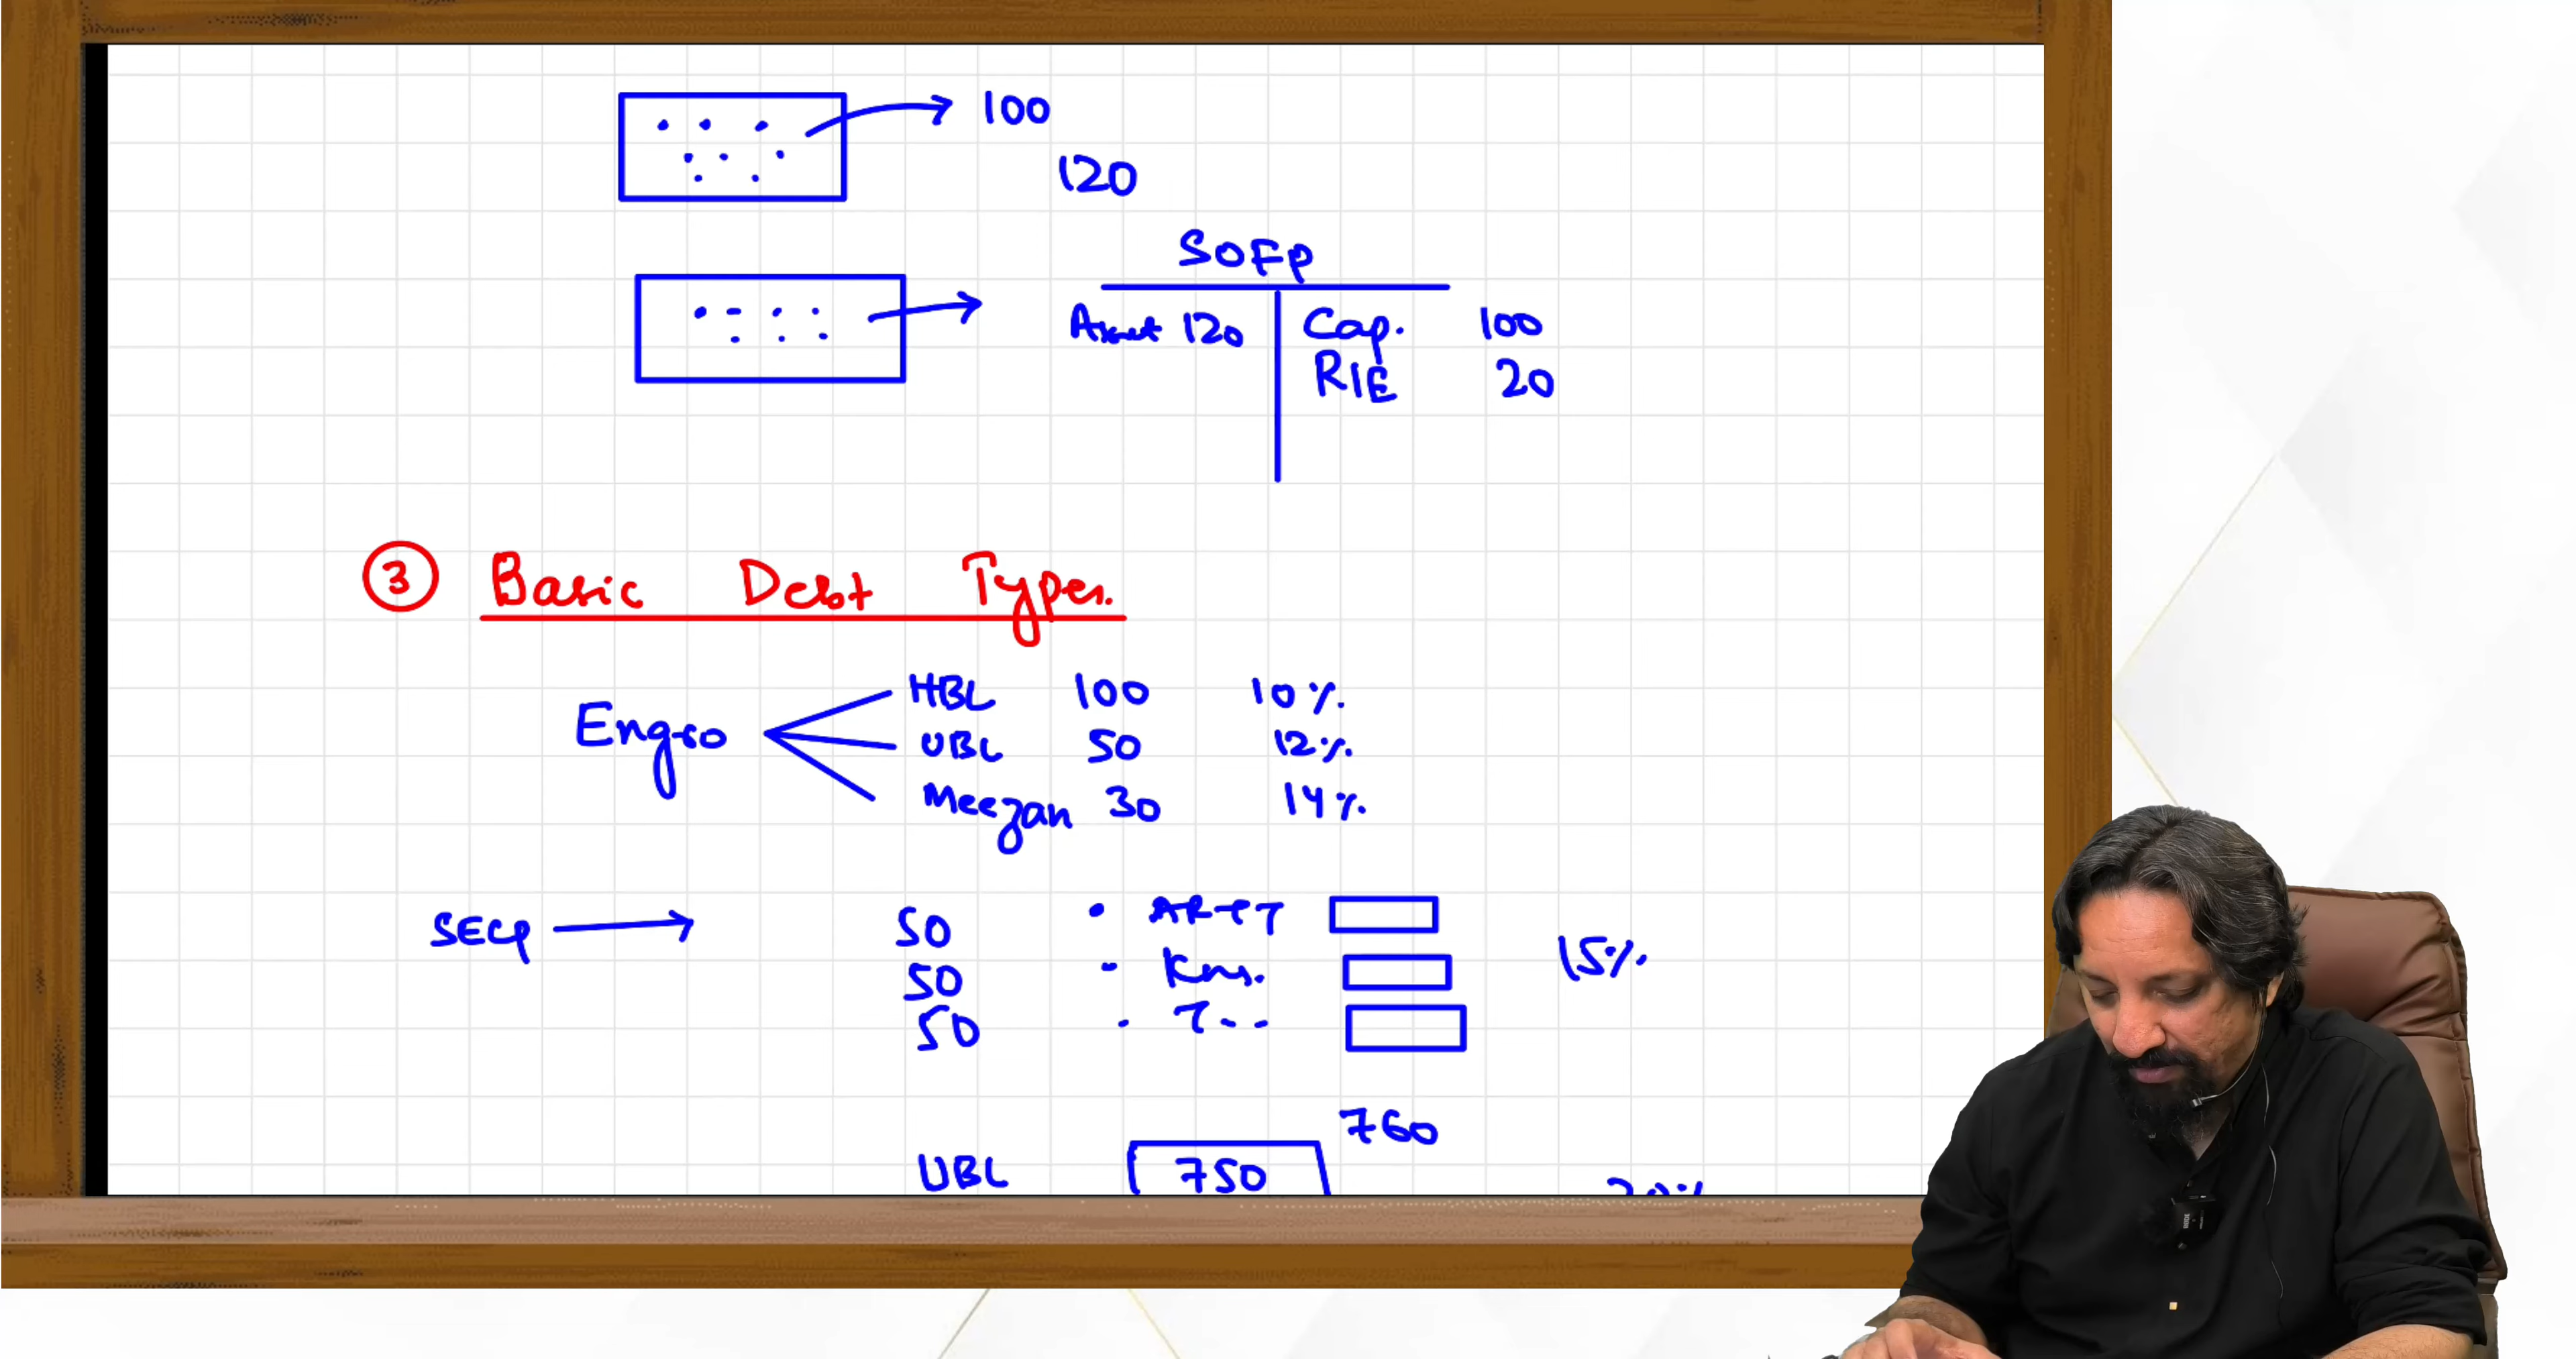 100
120
SOFP
Asset 120 Cap. 100
R/E 20
③ Basic Debt Types.
Engro HBL 100 10%
UBL 50 12%
Meezan 30 14%
SECP 50
50 15%
50
760
UBL 750